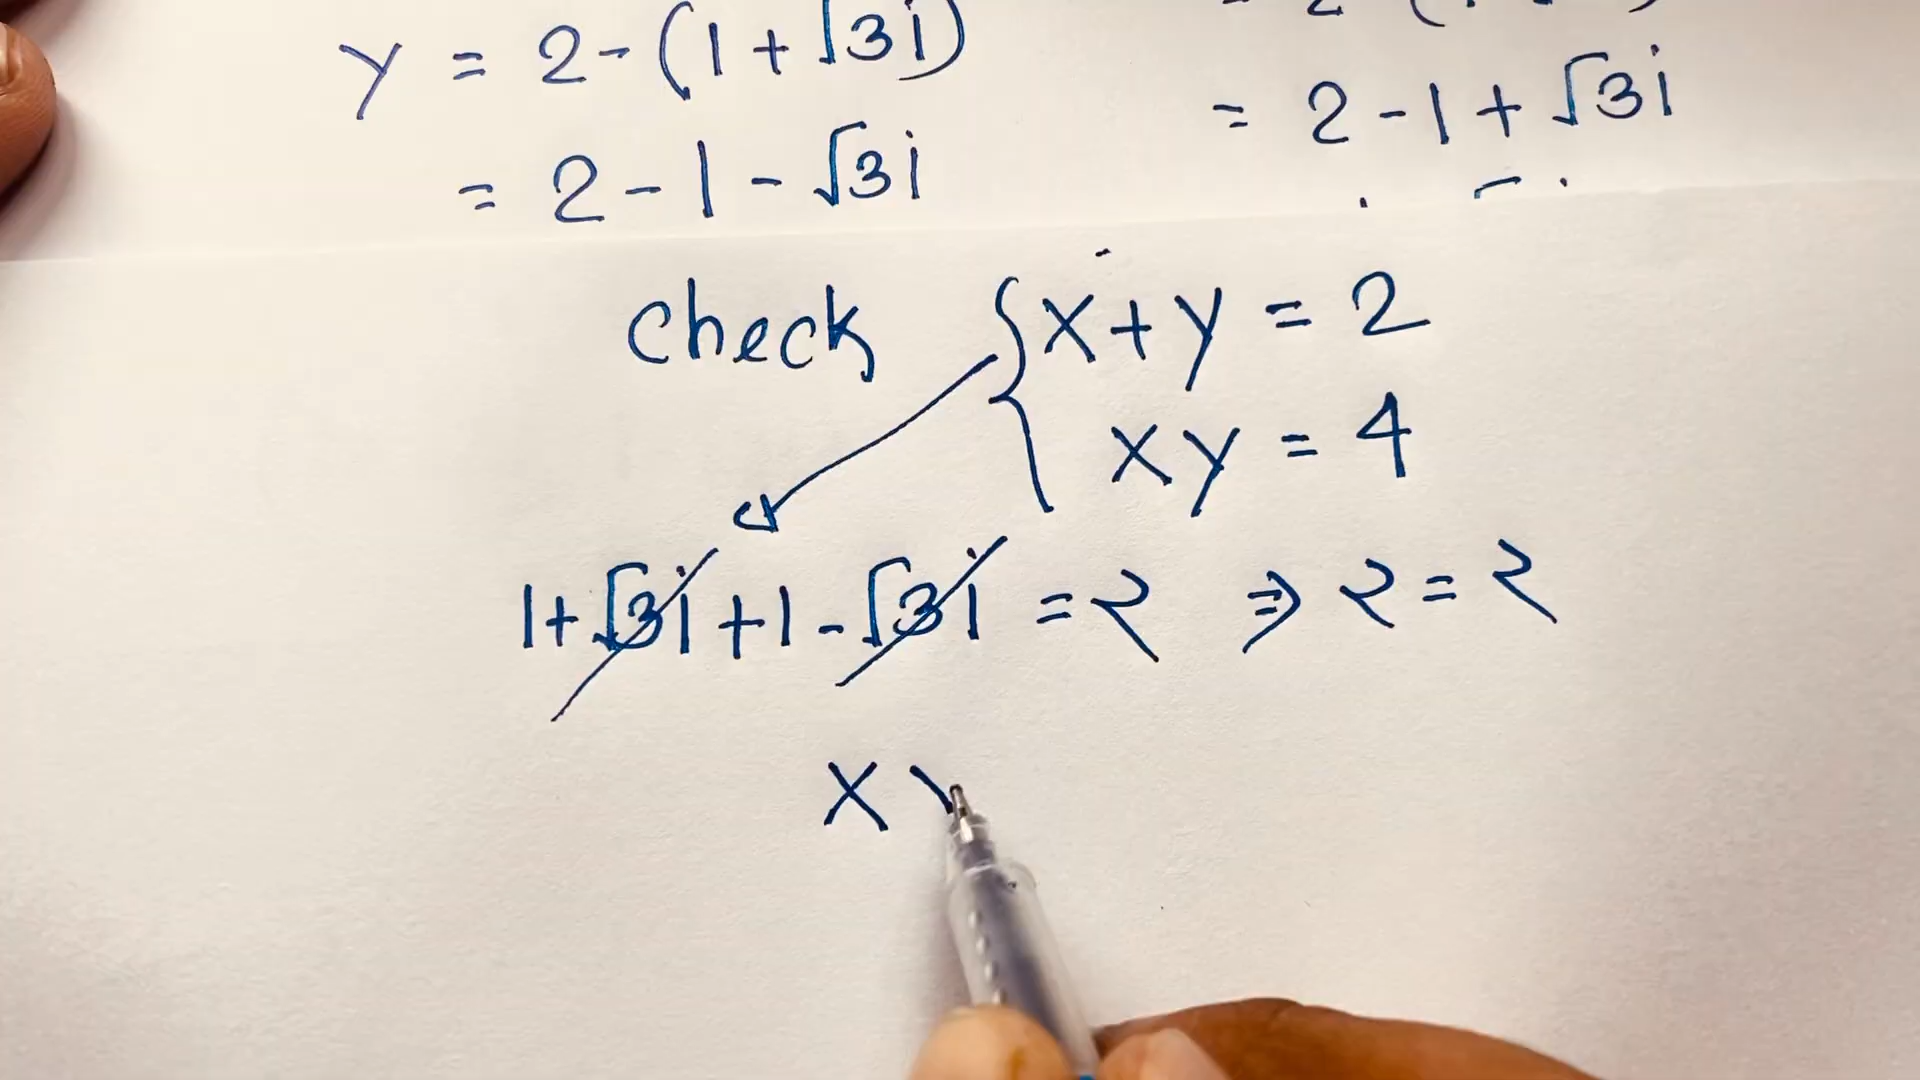 y = 2 - (1 + √3i)
= 2 - 1 - √3i
= 2 - 1 + √3i
check { x + y = 2
xy = 4
1 + √3i + 1 - √3i = 2 ⇒ 2 = 2
x